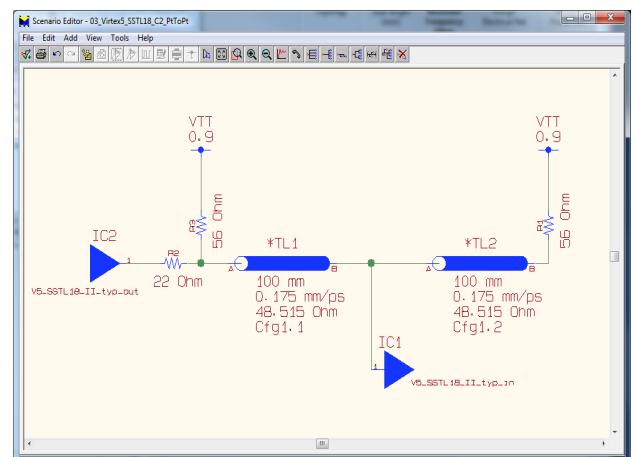 Scenario Editor - 03_Virtex5_SSTL18_C2_PtToPt
File Edit Add View Tools Help
VTT
0.9
VTT
0.9
R3
56 Ohm
R1
56 Ohm
IC2
1
R2
22 Ohm
V5_SSTL18_II_typ_out
*TL1
A
B
100 mm
0.175 mm/ps
48.515 Ohm
Cfg1.1
*TL2
A
B
100 mm
0.175 mm/ps
48.515 Ohm
Cfg1.2
IC1
1
V5_SSTL18_II_typ_in